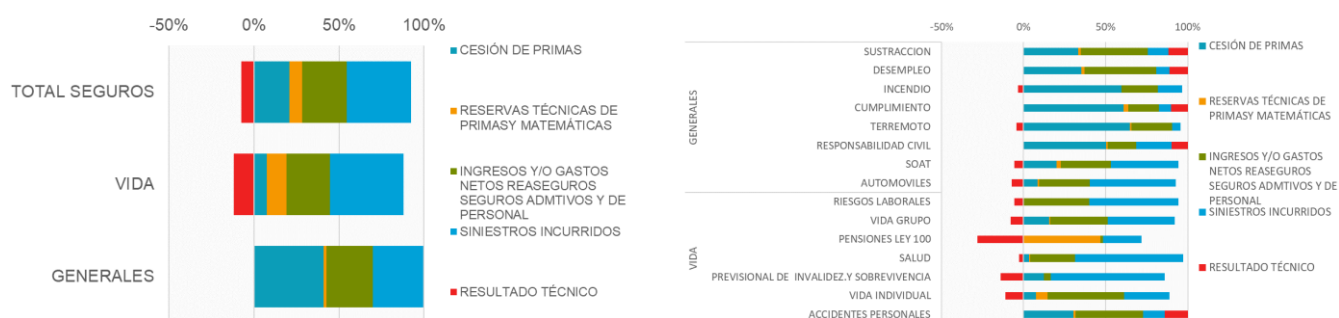 -50% 0% 50% 100%
TOTAL SEGUROS
VIDA
GENERALES
CESIÓN DE PRIMAS
RESERVAS TÉCNICAS DE
PRIMASY MATEMÁTICAS
INGRESOS Y/O GASTOS
NETOS REASEGUROS
SEGUROS ADMTIVOS Y DE
PERSONAL
SINIESTROS INCURRIDOS
RESULTADO TÉCNICO
-50% 0% 50% 100%
GENERALES
SUSTRACCION
DESEMPLEO
INCENDIO
CUMPLIMIENTO
TERREMOTO
RESPONSABILIDAD CIVIL
SOAT
AUTOMOVILES
VIDA
RIESGOS LABORALES
VIDA GRUPO
PENSIONES LEY 100
SALUD
PREVISIONAL DE INVALIDEZ.Y SOBREVIVENCIA
VIDA INDIVIDUAL
ACCIDENTES PERSONALES
CESIÓN DE PRIMAS
RESERVAS TÉCNICAS DE
PRIMASY MATEMÁTICAS
INGRESOS Y/O GASTOS
NETOS REASEGUROS
SEGUROS ADMTIVOS Y DE
PERSONAL
SINIESTROS INCURRIDOS
RESULTADO TÉCNICO